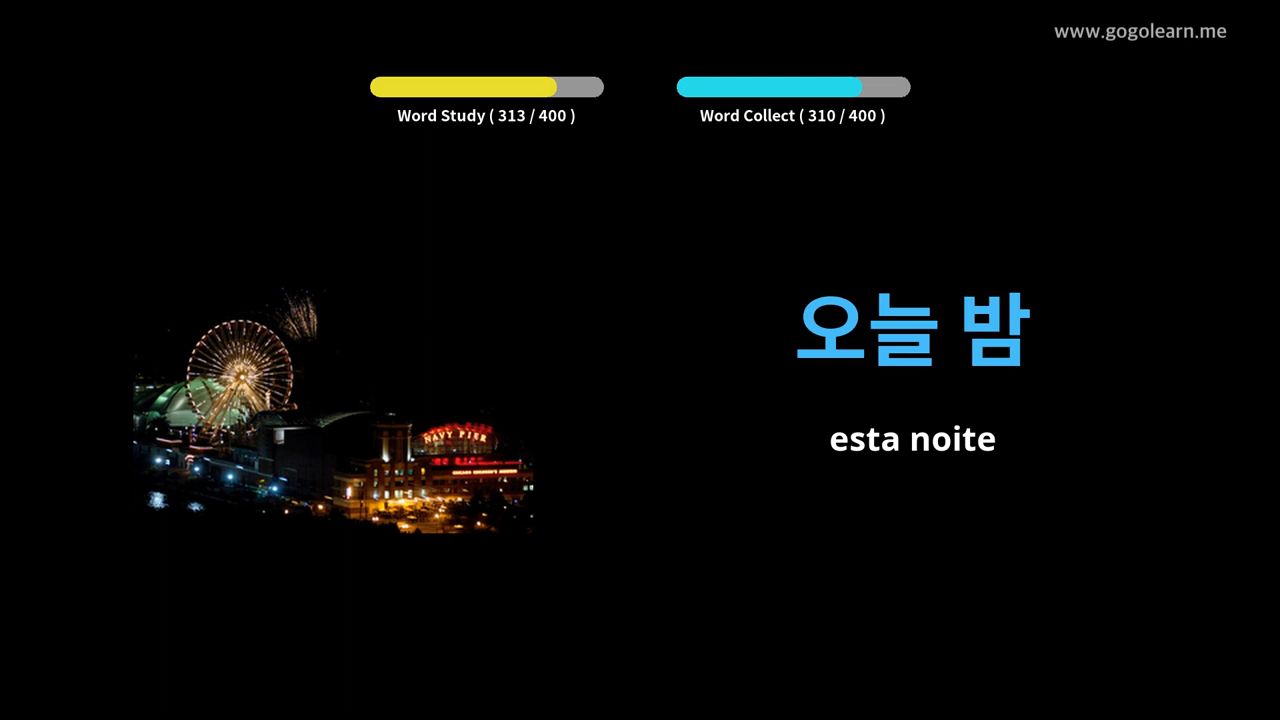 www.gogolearn.me
Word Study ( 313 / 400 )
Word Collect ( 310 / 400 )
오늘 밤
esta noite
NAVY PIER